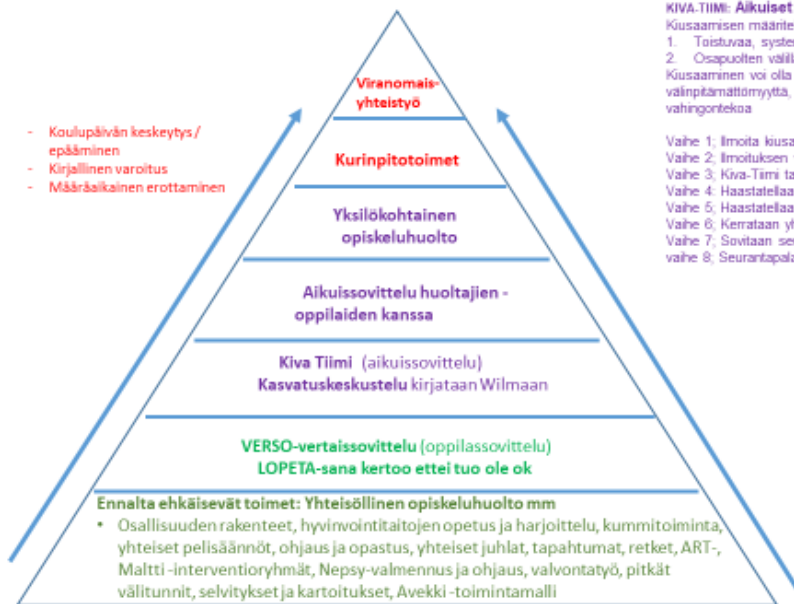 Viranomais-
yhteistyö
Kurinpitotoimet
Yksilökohtainen
opiskeluhuolto
Aikuissovittelu huoltajien -
oppilaiden kanssa
Kiva Tiimi (aikuissovittelu)
Kasvatuskeskustelu kirjataan Wilmaan
VERSO-vertaissovittelu (oppilassovittelu)
LOPETA-sana kertoo ettei tuo ole ok
Ennalta ehkäisevät toimet: Yhteisöllinen opiskeluhuolto mm
• Osallisuuden rakenteet, hyvinvointitaitojen opetus ja harjoittelu, kummitoiminta,
yhteiset pelisäännöt, ohjaus ja opastus, yhteiset juhlat, tapahtumat, retket, ART-,
Maltti -interventioryhmät, Nepsy-valmennus ja ohjaus, valvontatyö, pitkät
välitunnit, selvitykset ja kartoitukset, Avekki -toimintamalli
- Koulupäivän keskeytys /
epääminen
- Kirjallinen varoitus
- Määräaikainen erottaminen
KIVA-TIIMI: Aikuiset
Kiusaamisen määrite
1. Toistuvaa, syste
2. Osapuolten välill
Kiusaaminen voi olla
välinpitämättömyyttä,
vahingontekoa
Vaihe 1; Ilmoita kiusa
Vaihe 2; Ilmoituksen
Vaihe 3; Kiva-Tiimi ta
Vaihe 4; Haastatellaa
Vaihe 5; Haastatellaa
Vaihe 6; Kerrataan yh
Vaihe 7; Sovitaan se
vaihe 8; Seurantapala